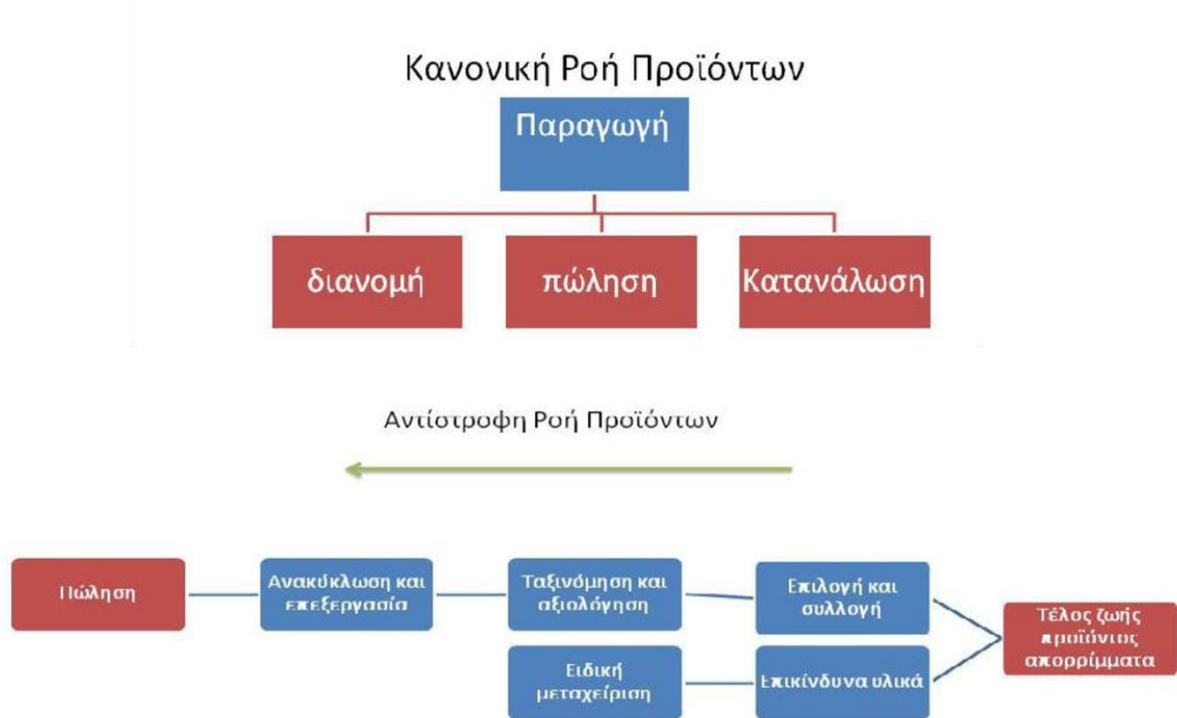 Κανονική Ροή Προϊόντων
Παραγωγή
διανομή
πώληση
Κατανάλωση
Αντίστροφη Ροή Προϊόντων
Πώληση
Ανακύκλωση και
επεξεργασία
Ταξινόμηση και
αξιολόγηση
Επιλογή και
συλλογή
Τέλος ζωής
προϊόντος
απορρίμματα
Ειδική
μεταχείριση
Επικίνδυνα υλικά